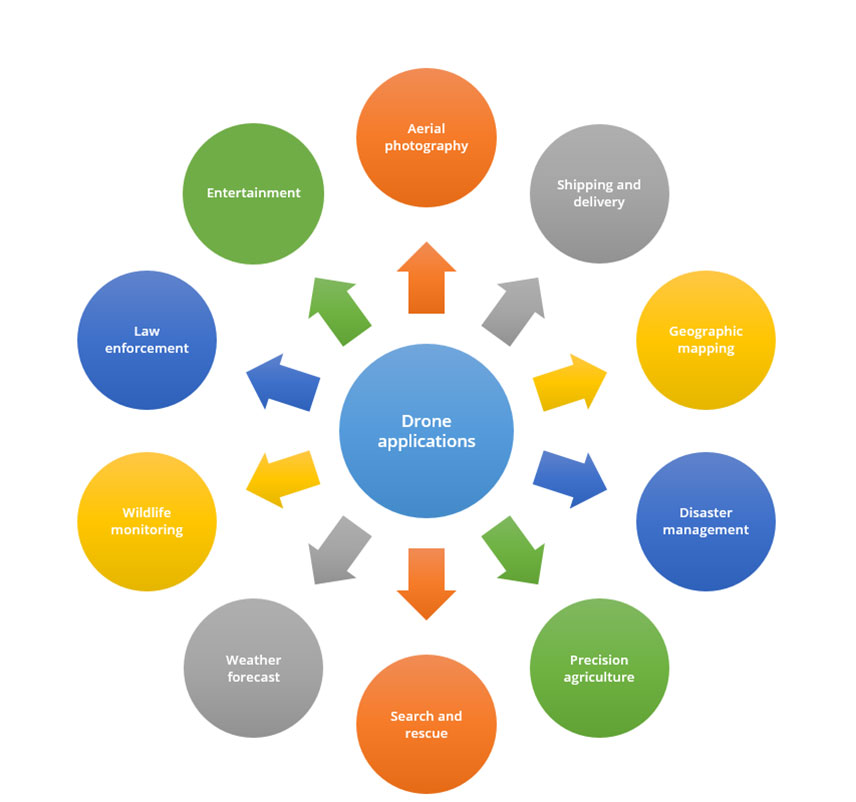 Aerial
photography
Shipping and
delivery
Geographic
mapping
Disaster
management
Precision
agriculture
Search and
rescue
Weather
forecast
Wildlife
monitoring
Law
enforcement
Entertainment
Drone
applications